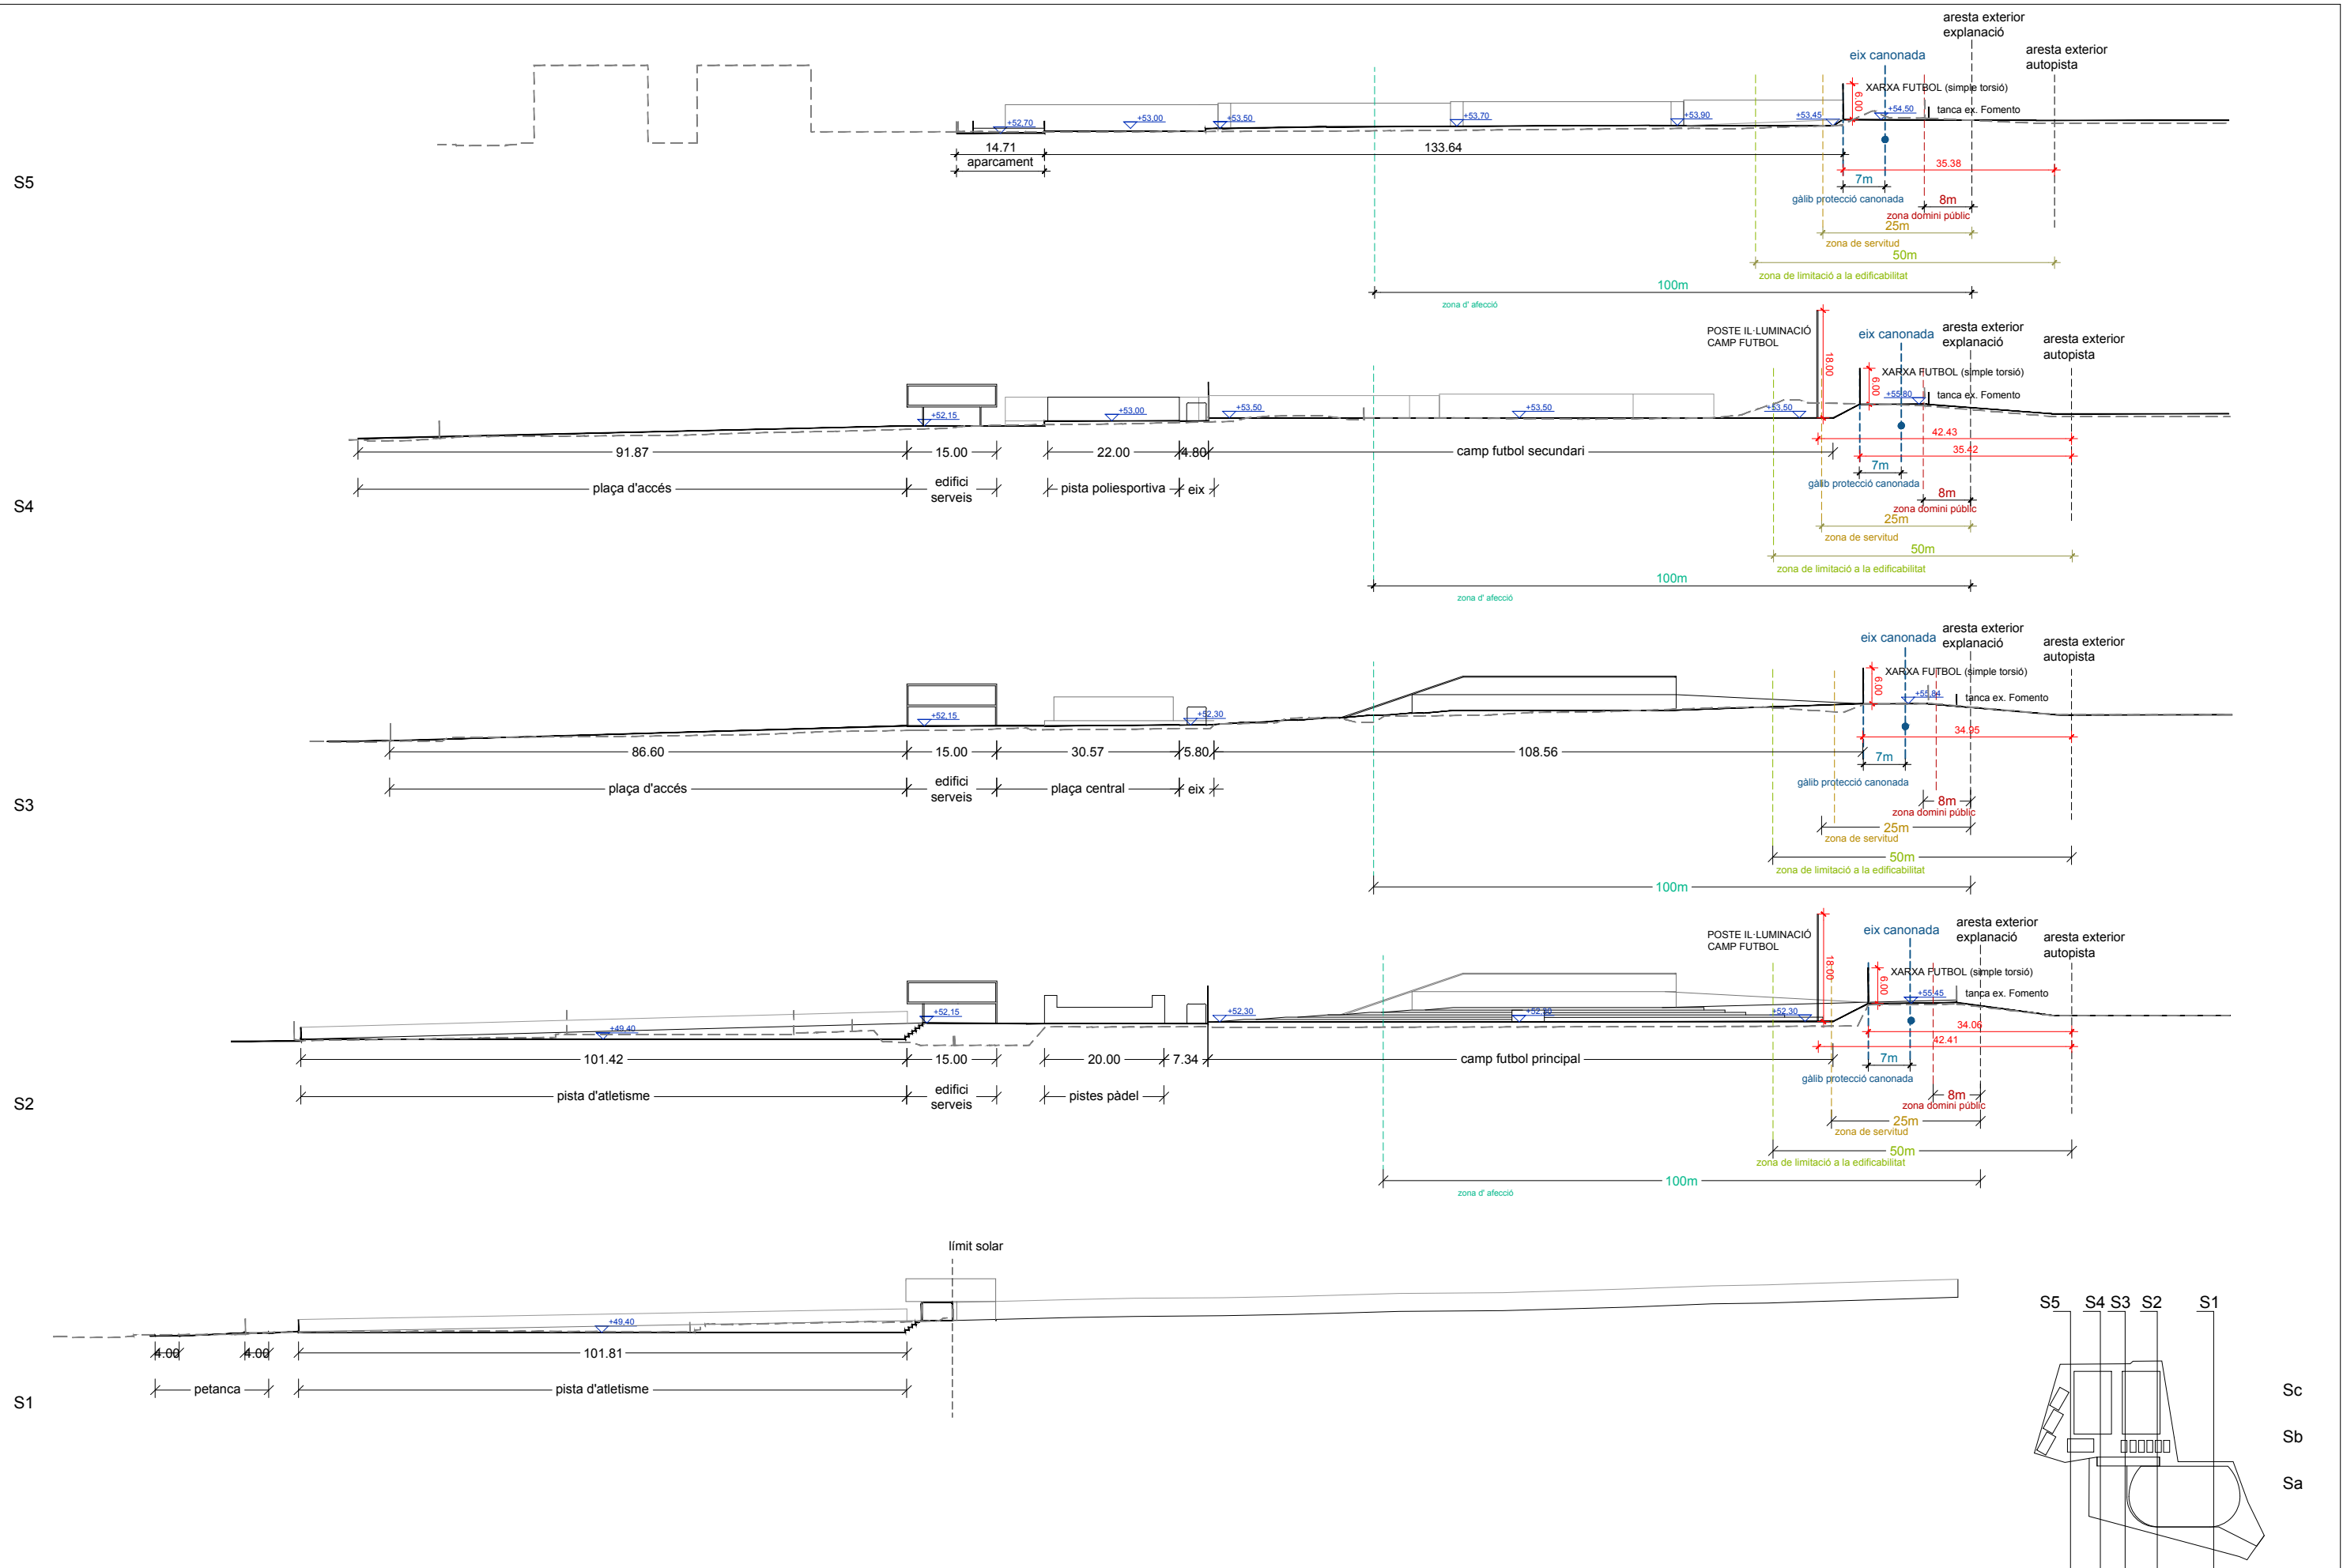 S5
aresta exterior
explanació
eix canonada
aresta exterior
autopista
6.00
XARXA FUTBOL (simple torsió)
tanca ex. Fomento
+52,70
+53,00
+53,50
+53,70
+53,90
+53,45
+54,50
14.71
133.64
aparcament
35.38
7m
gàlib protecció canonada
8m
zona domini públic
25m
zona de servitud
50m
zona de limitació a la edificabilitat
100m
zona d' afecció
S4
POSTE IL·LUMINACIÓ
CAMP FUTBOL
18.00
eix canonada
aresta exterior
explanació
aresta exterior
autopista
6.00
XARXA FUTBOL (simple torsió)
tanca ex. Fomento
+52,15
+53,00
+53,50
+53,50
+53,50
+55,80
91.87
15.00
22.00
4.80
camp futbol secundari
42.43
35.42
7m
gàlib protecció canonada
plaça d'accés
edifici
serveis
pista poliesportiva
eix
8m
zona domini públic
25m
zona de servitud
50m
zona de limitació a la edificabilitat
100m
zona d' afecció
S3
eix canonada
aresta exterior
explanació
aresta exterior
autopista
6.00
XARXA FUTBOL (simple torsió)
tanca ex. Fomento
+52,15
+52,30
+55,84
86.60
15.00
30.57
5.80
108.56
34.95
7m
gàlib protecció canonada
plaça d'accés
edifici
serveis
plaça central
eix
8m
zona domini públic
25m
zona de servitud
50m
zona de limitació a la edificabilitat
100m
S2
POSTE IL·LUMINACIÓ
CAMP FUTBOL
18.00
eix canonada
aresta exterior
explanació
aresta exterior
autopista
6.00
XARXA FUTBOL (simple torsió)
tanca ex. Fomento
+49,40
+52,15
+52,30
+52,30
+52,30
+55,45
101.42
15.00
20.00
7.34
camp futbol principal
34.06
42.41
7m
gàlib protecció canonada
pista d'atletisme
edifici
serveis
pistes pàdel
8m
zona domini públic
25m
zona de servitud
50m
zona de limitació a la edificabilitat
100m
zona d' afecció
S1
límit solar
+49,40
4.00
4.00
101.81
petanca
pista d'atletisme
S5
S4
S3
S2
S1
Sc
Sb
Sa